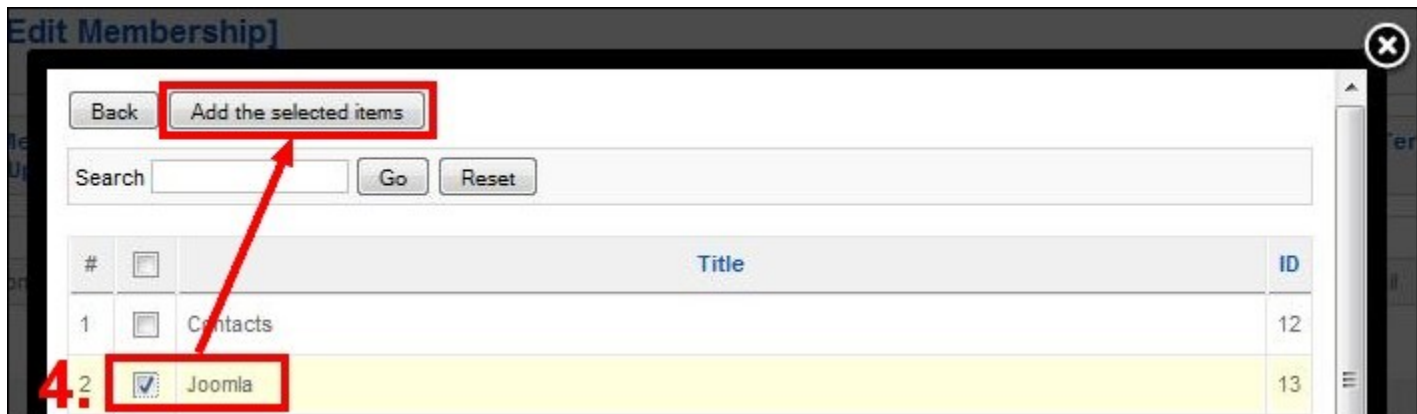 Edit Membership]
Back Add the selected items
Search Go Reset
# Title ID
1 Contacts 12
4. 2 Joomla 13